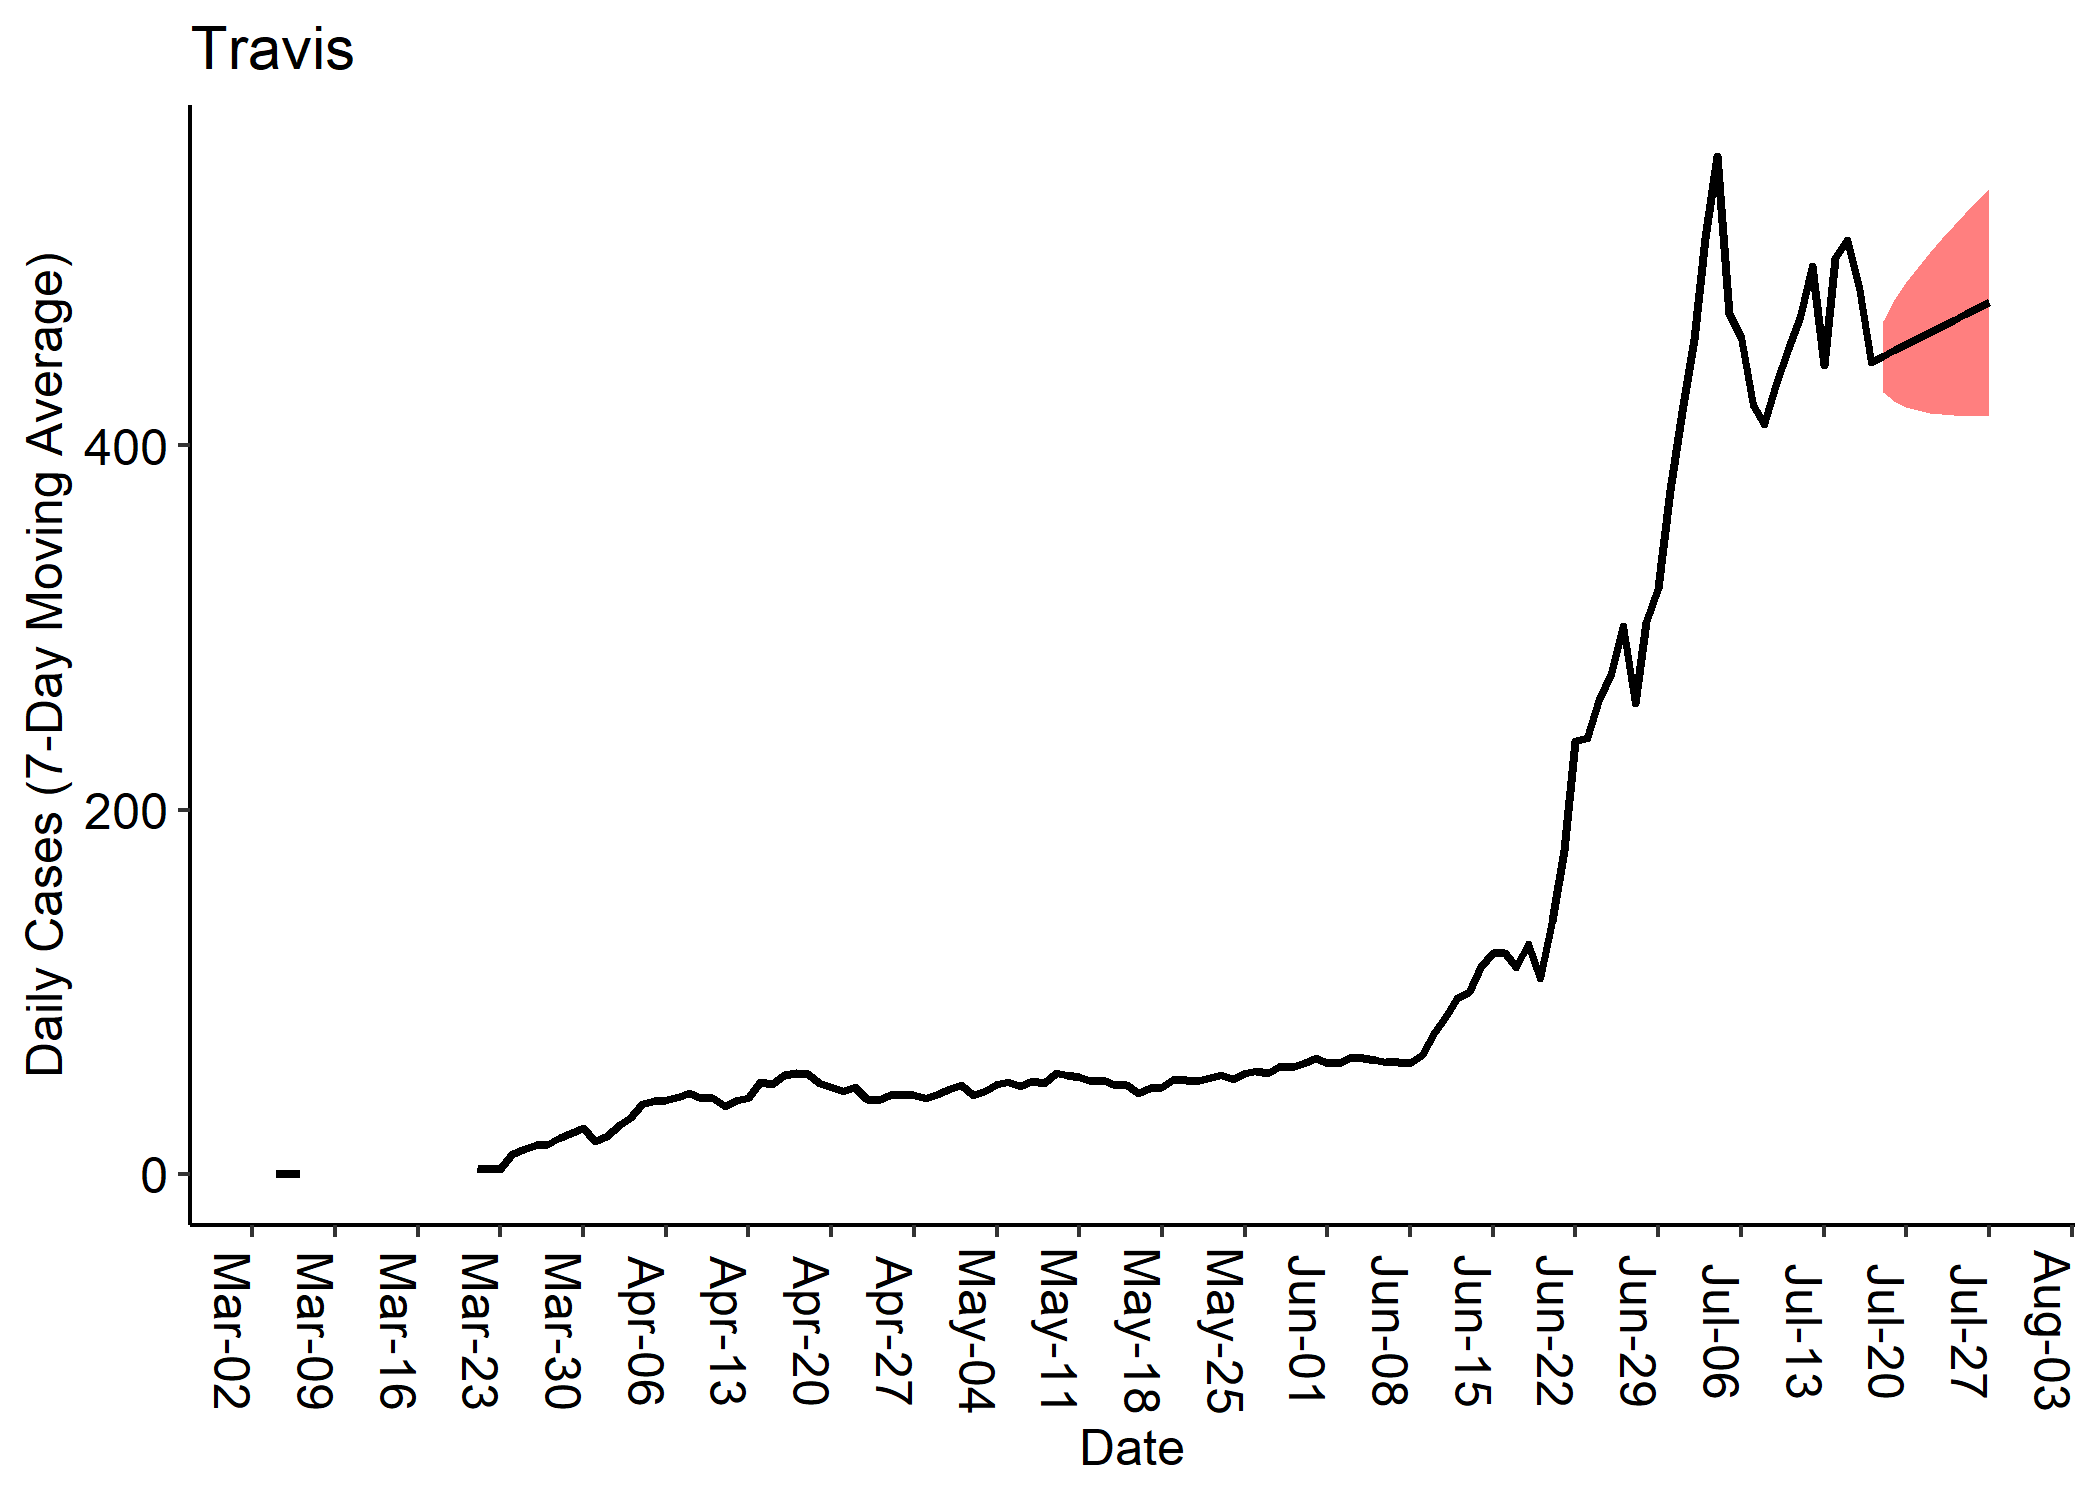 Travis
Daily Cases (7-Day Moving Average)
400
200
0
Mar-02
Mar-09
Mar-16
Mar-23
Mar-30
Apr-06
Apr-13
Apr-20
Apr-27
May-04
May-11
May-18
May-25
Jun-01
Jun-08
Jun-15
Jun-22
Jun-29
Jul-06
Jul-13
Jul-20
Jul-27
Aug-03
Date